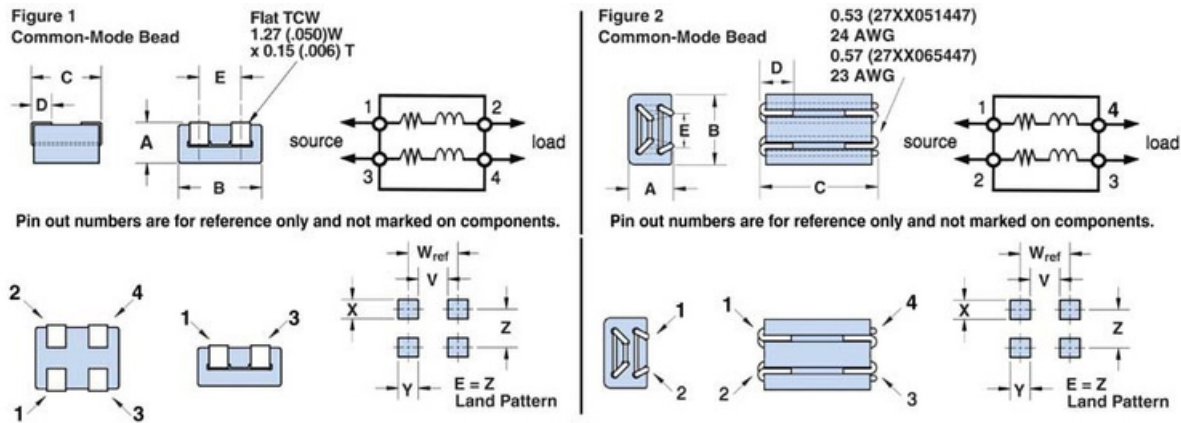 Figure 1
Common-Mode Bead
Flat TCW
1.27 (.050)W
x 0.15 (.006) T
C
D
E
A
B
1
2
source
load
3
4
Pin out numbers are for reference only and not marked on components.
2
4
1
3
1
3
Wref
V
X
Z
Y
E = Z
Land Pattern
Figure 2
Common-Mode Bead
0.53 (27XX051447)
24 AWG
0.57 (27XX065447)
23 AWG
D
E
B
A
C
1
4
source
load
2
3
Pin out numbers are for reference only and not marked on components.
1
2
1
4
2
3
Wref
V
X
Z
Y
E = Z
Land Pattern